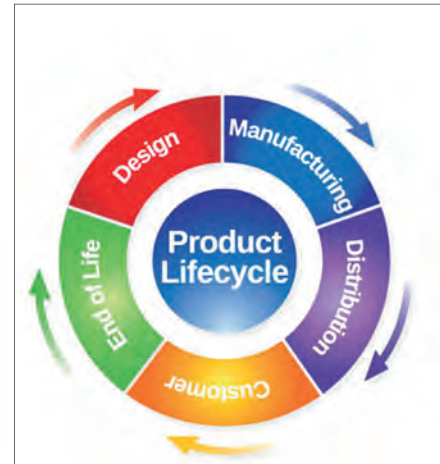 Product
Lifecycle
Design
Manufacturing
Distribution
Customer
End of Life